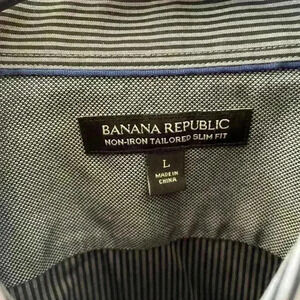 BANANA REPUBLIC
NON-IRON TAILORED SLIM FIT
L
MADE IN
CHINA